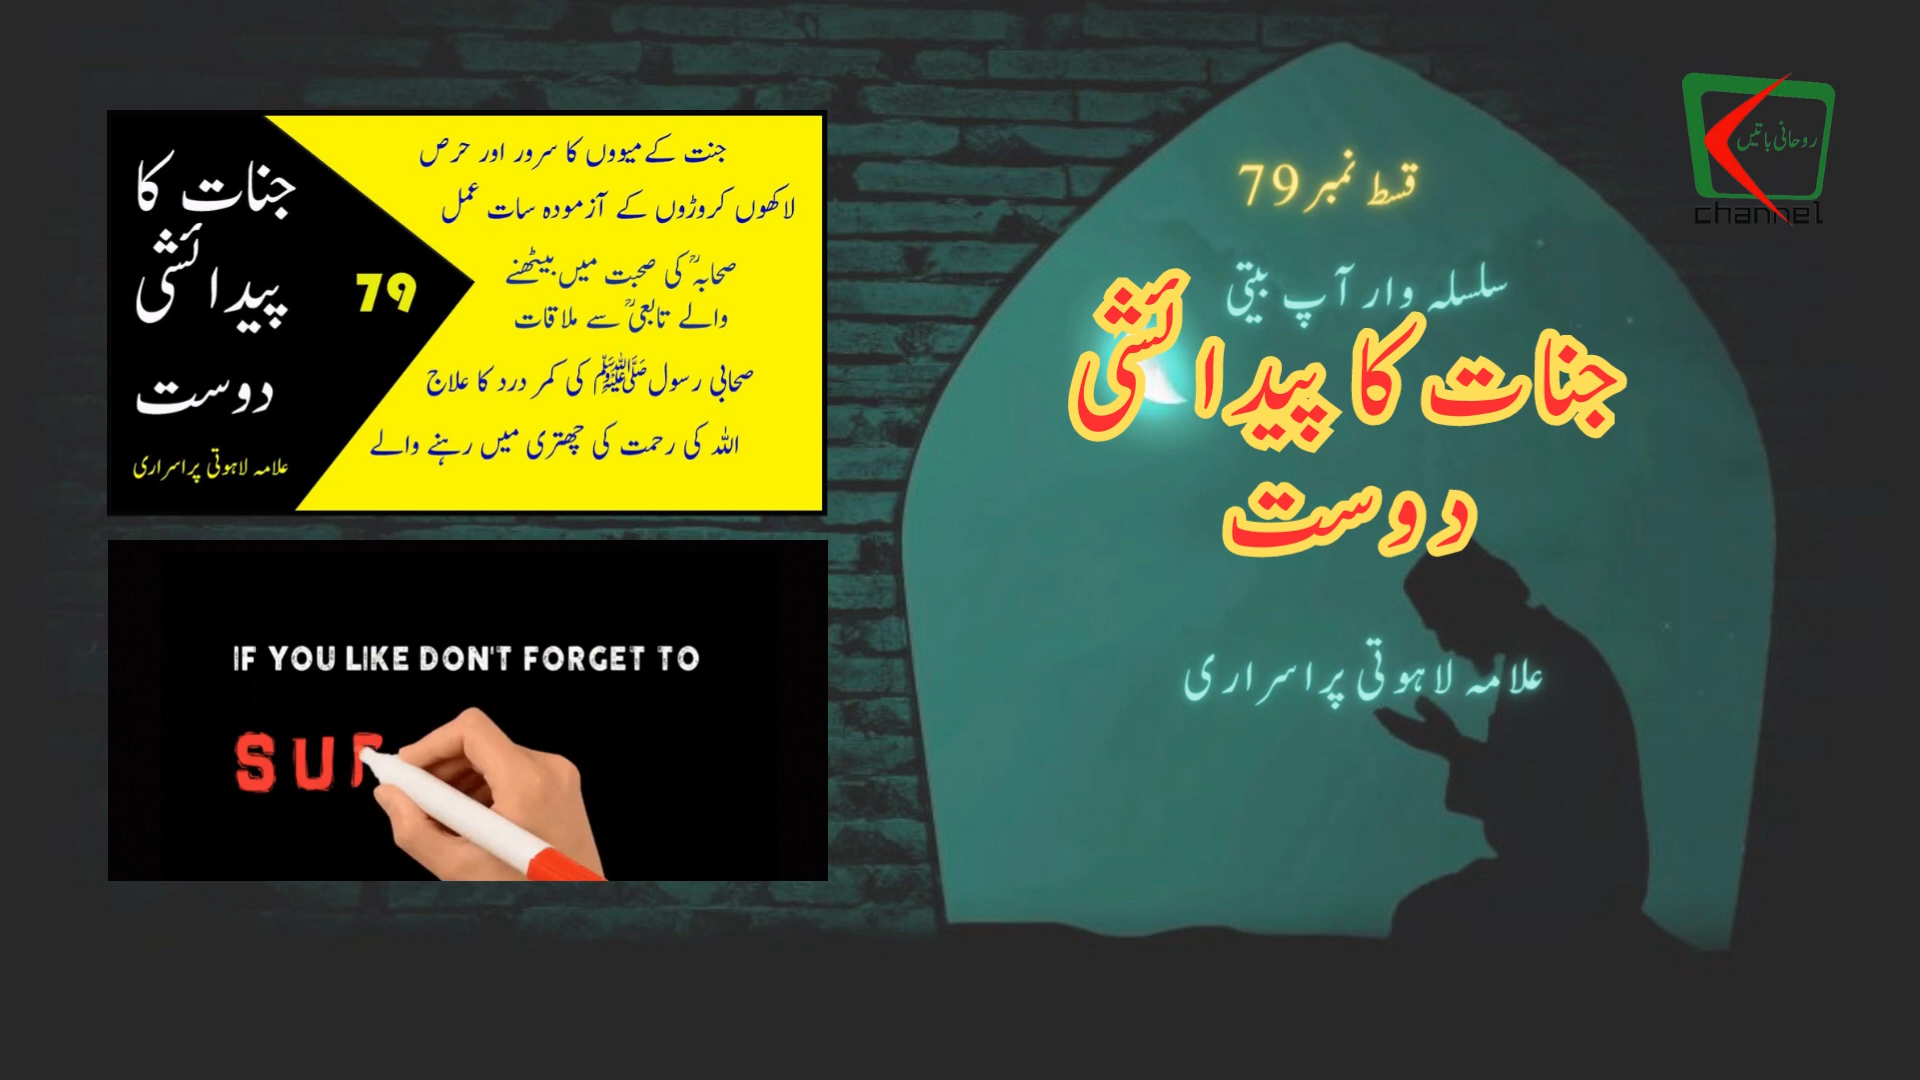 جنات کا
پیدائشی
دوست
79
علامہ لاہوتی پراسراری
جنت کے میووں کا سرور اور حرص
لاکھوں کروڑوں کے آزمودہ سات عمل
صحابہؓ کی صحبت میں بیٹھنے
والے تابعیؒ سے ملاقات
صحابی رسول ﷺ کی کمر درد کا علاج
اللہ کی رحمت کی چھتری میں رہنے والے
IF YOU LIKE DON'T FORGET TO
SU
قسط نمبر 79
سلسلہ وار آپ بیتی
جنات کا پیدائشی
دوست
علامہ لاہوتی پراسراری
روحانی باتیں
channel